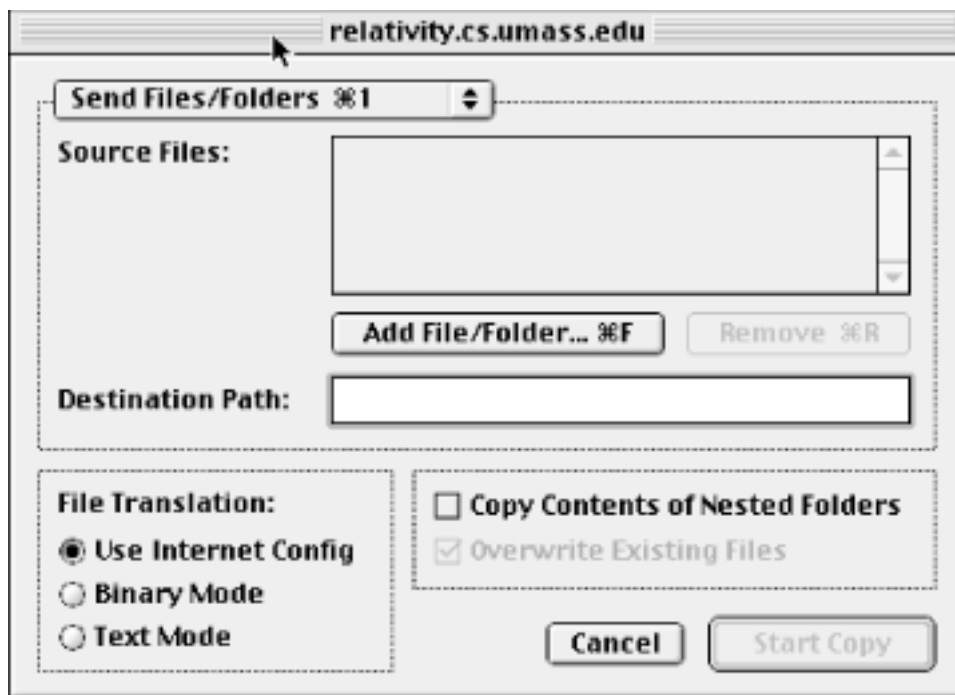 relativity.cs.umass.edu
Send Files/Folders ⌘1
Source Files:
Add File/Folder... ⌘F
Remove ⌘R
Destination Path:
File Translation:
Use Internet Config
Binary Mode
Text Mode
Copy Contents of Nested Folders
Overwrite Existing Files
Cancel
Start Copy